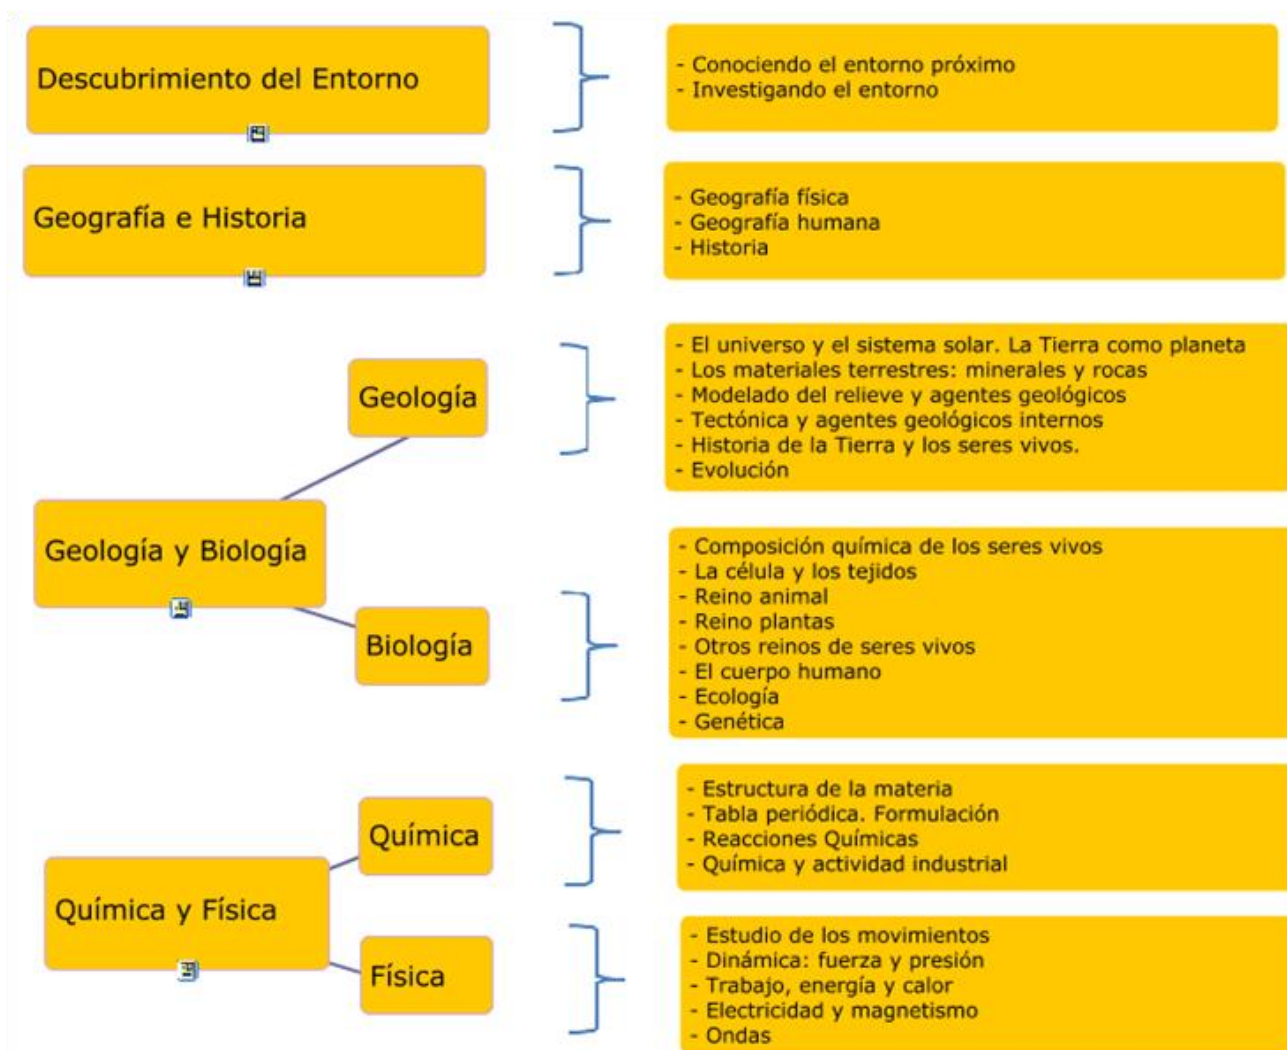 Descubrimiento del Entorno
- Conociendo el entorno próximo
- Investigando el entorno
Geografía e Historia
- Geografía física
- Geografía humana
- Historia
Geología y Biología
Geología
- El universo y el sistema solar. La Tierra como planeta
- Los materiales terrestres: minerales y rocas
- Modelado del relieve y agentes geológicos
- Tectónica y agentes geológicos internos
- Historia de la Tierra y los seres vivos.
- Evolución
Biología
- Composición química de los seres vivos
- La célula y los tejidos
- Reino animal
- Reino plantas
- Otros reinos de seres vivos
- El cuerpo humano
- Ecología
- Genética
Química y Física
Química
- Estructura de la materia
- Tabla periódica. Formulación
- Reacciones Químicas
- Química y actividad industrial
Física
- Estudio de los movimientos
- Dinámica: fuerza y presión
- Trabajo, energía y calor
- Electricidad y magnetismo
- Ondas